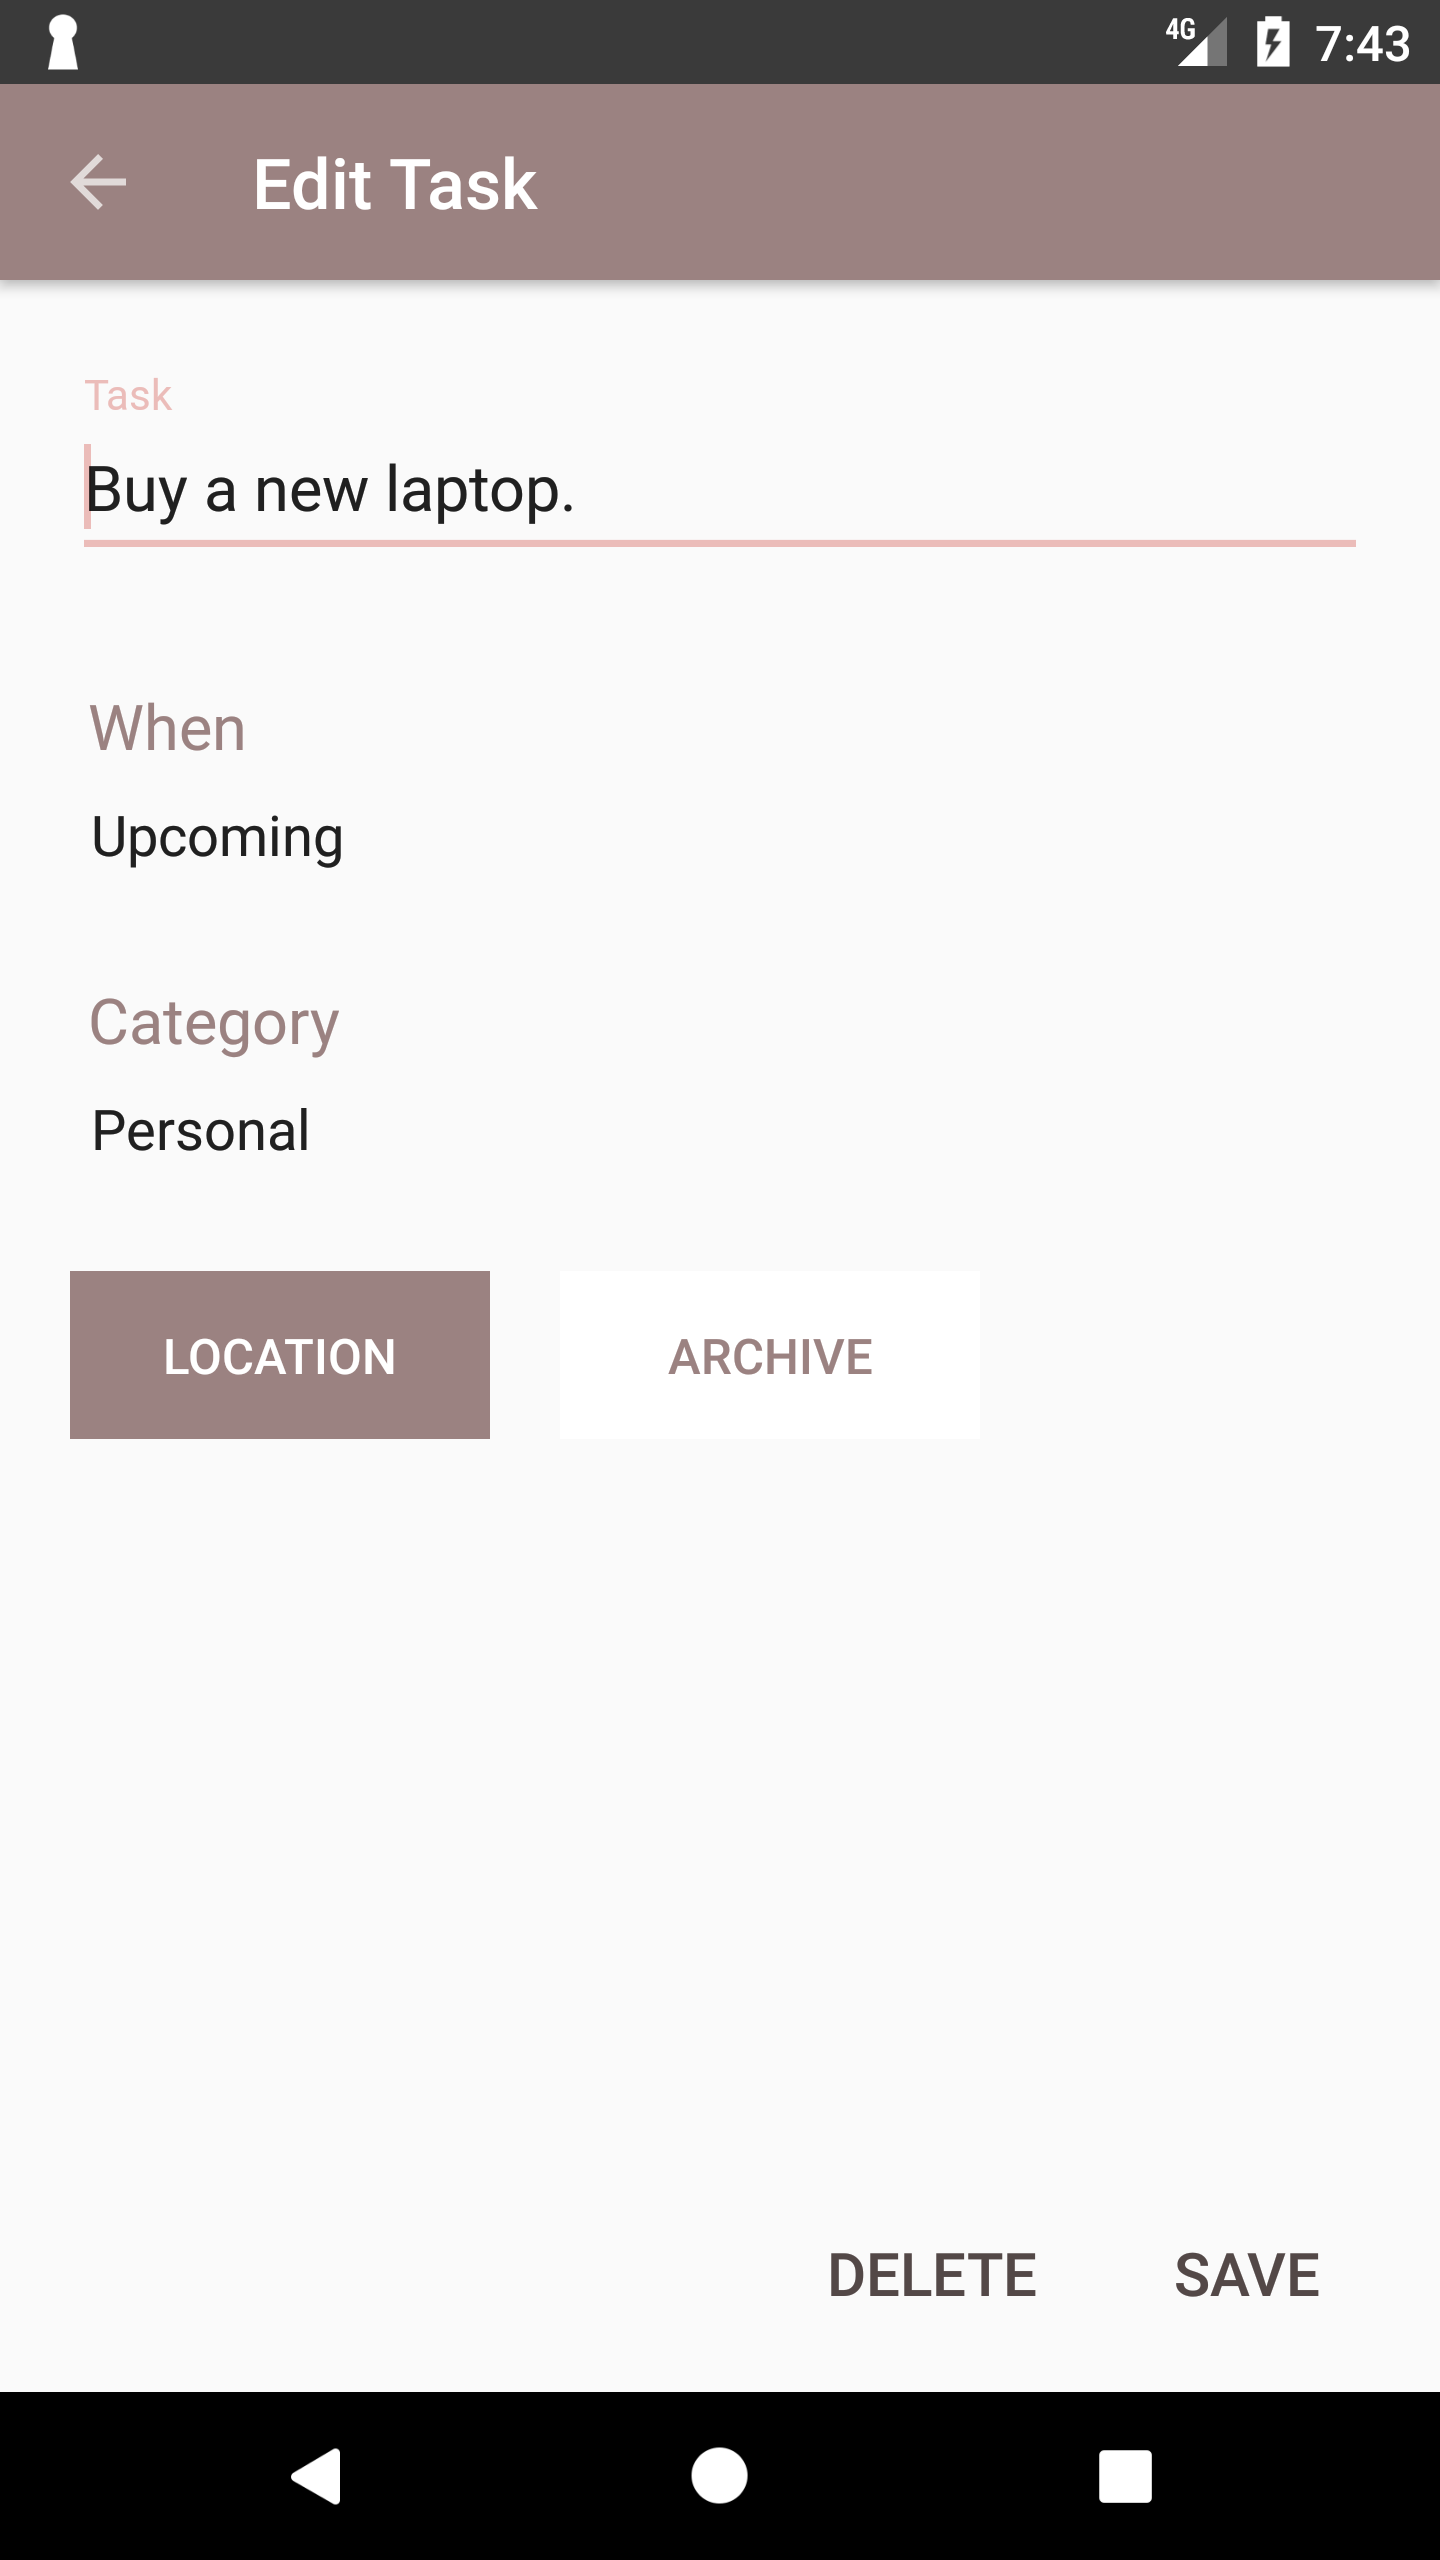 4G 7:43
Edit Task
Task
Buy a new laptop.
When
Upcoming
Category
Personal
LOCATION ARCHIVE
DELETE SAVE